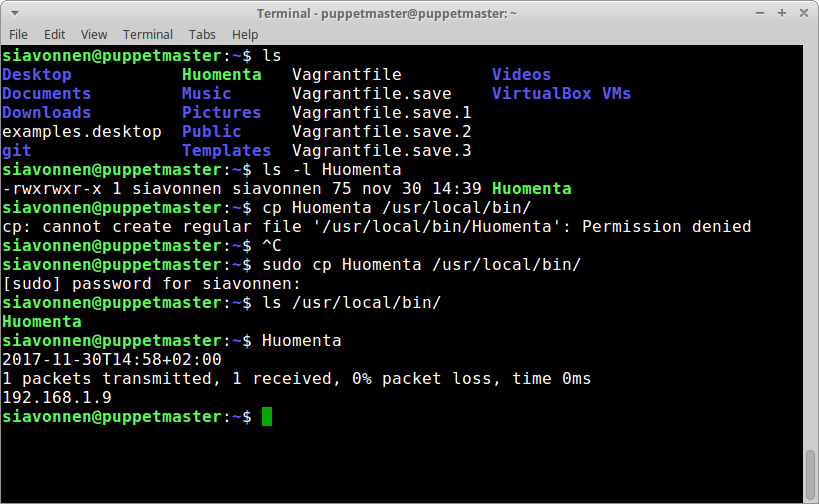 Terminal - puppetmaster@puppetmaster: ~
File Edit View Terminal Tabs Help
siavonnen@puppetmaster:~$ ls
Desktop Huomenta Vagrantfile Videos
Documents Music Vagrantfile.save VirtualBox VMs
Downloads Pictures Vagrantfile.save.1
examples.desktop Public Vagrantfile.save.2
git Templates Vagrantfile.save.3
siavonnen@puppetmaster:~$ ls -l Huomenta
-rwxrwxr-x 1 siavonnen siavonnen 75 nov 30 14:39 Huomenta
siavonnen@puppetmaster:~$ cp Huomenta /usr/local/bin/
cp: cannot create regular file '/usr/local/bin/Huomenta': Permission denied
siavonnen@puppetmaster:~$ ^C
siavonnen@puppetmaster:~$ sudo cp Huomenta /usr/local/bin/
[sudo] password for siavonnen:
siavonnen@puppetmaster:~$ ls /usr/local/bin/
Huomenta
siavonnen@puppetmaster:~$ Huomenta
2017-11-30T14:58+02:00
1 packets transmitted, 1 received, 0% packet loss, time 0ms
192.168.1.9
siavonnen@puppetmaster:~$